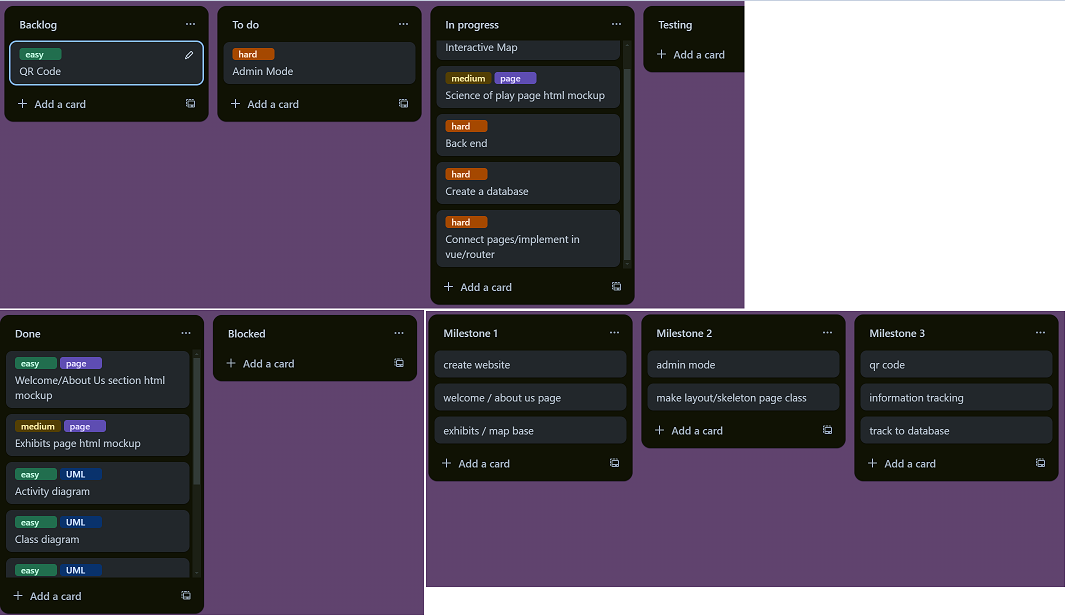 Backlog
easy
QR Code
+ Add a card
To do
hard
Admin Mode
+ Add a card
In progress
Interactive Map
medium page
Science of play page html mockup
hard
Back end
hard
Create a database
hard
Connect pages/implement in
vue/router
+ Add a card
Testing
+ Add a card
Done
easy page
Welcome/About Us section html
mockup
medium page
Exhibits page html mockup
easy UML
Activity diagram
easy UML
Class diagram
easy UML
+ Add a card
Blocked
+ Add a card
Milestone 1
create website
welcome / about us page
exhibits / map base
+ Add a card
Milestone 2
admin mode
make layout/skeleton page class
+ Add a card
Milestone 3
qr code
information tracking
track to database
+ Add a card